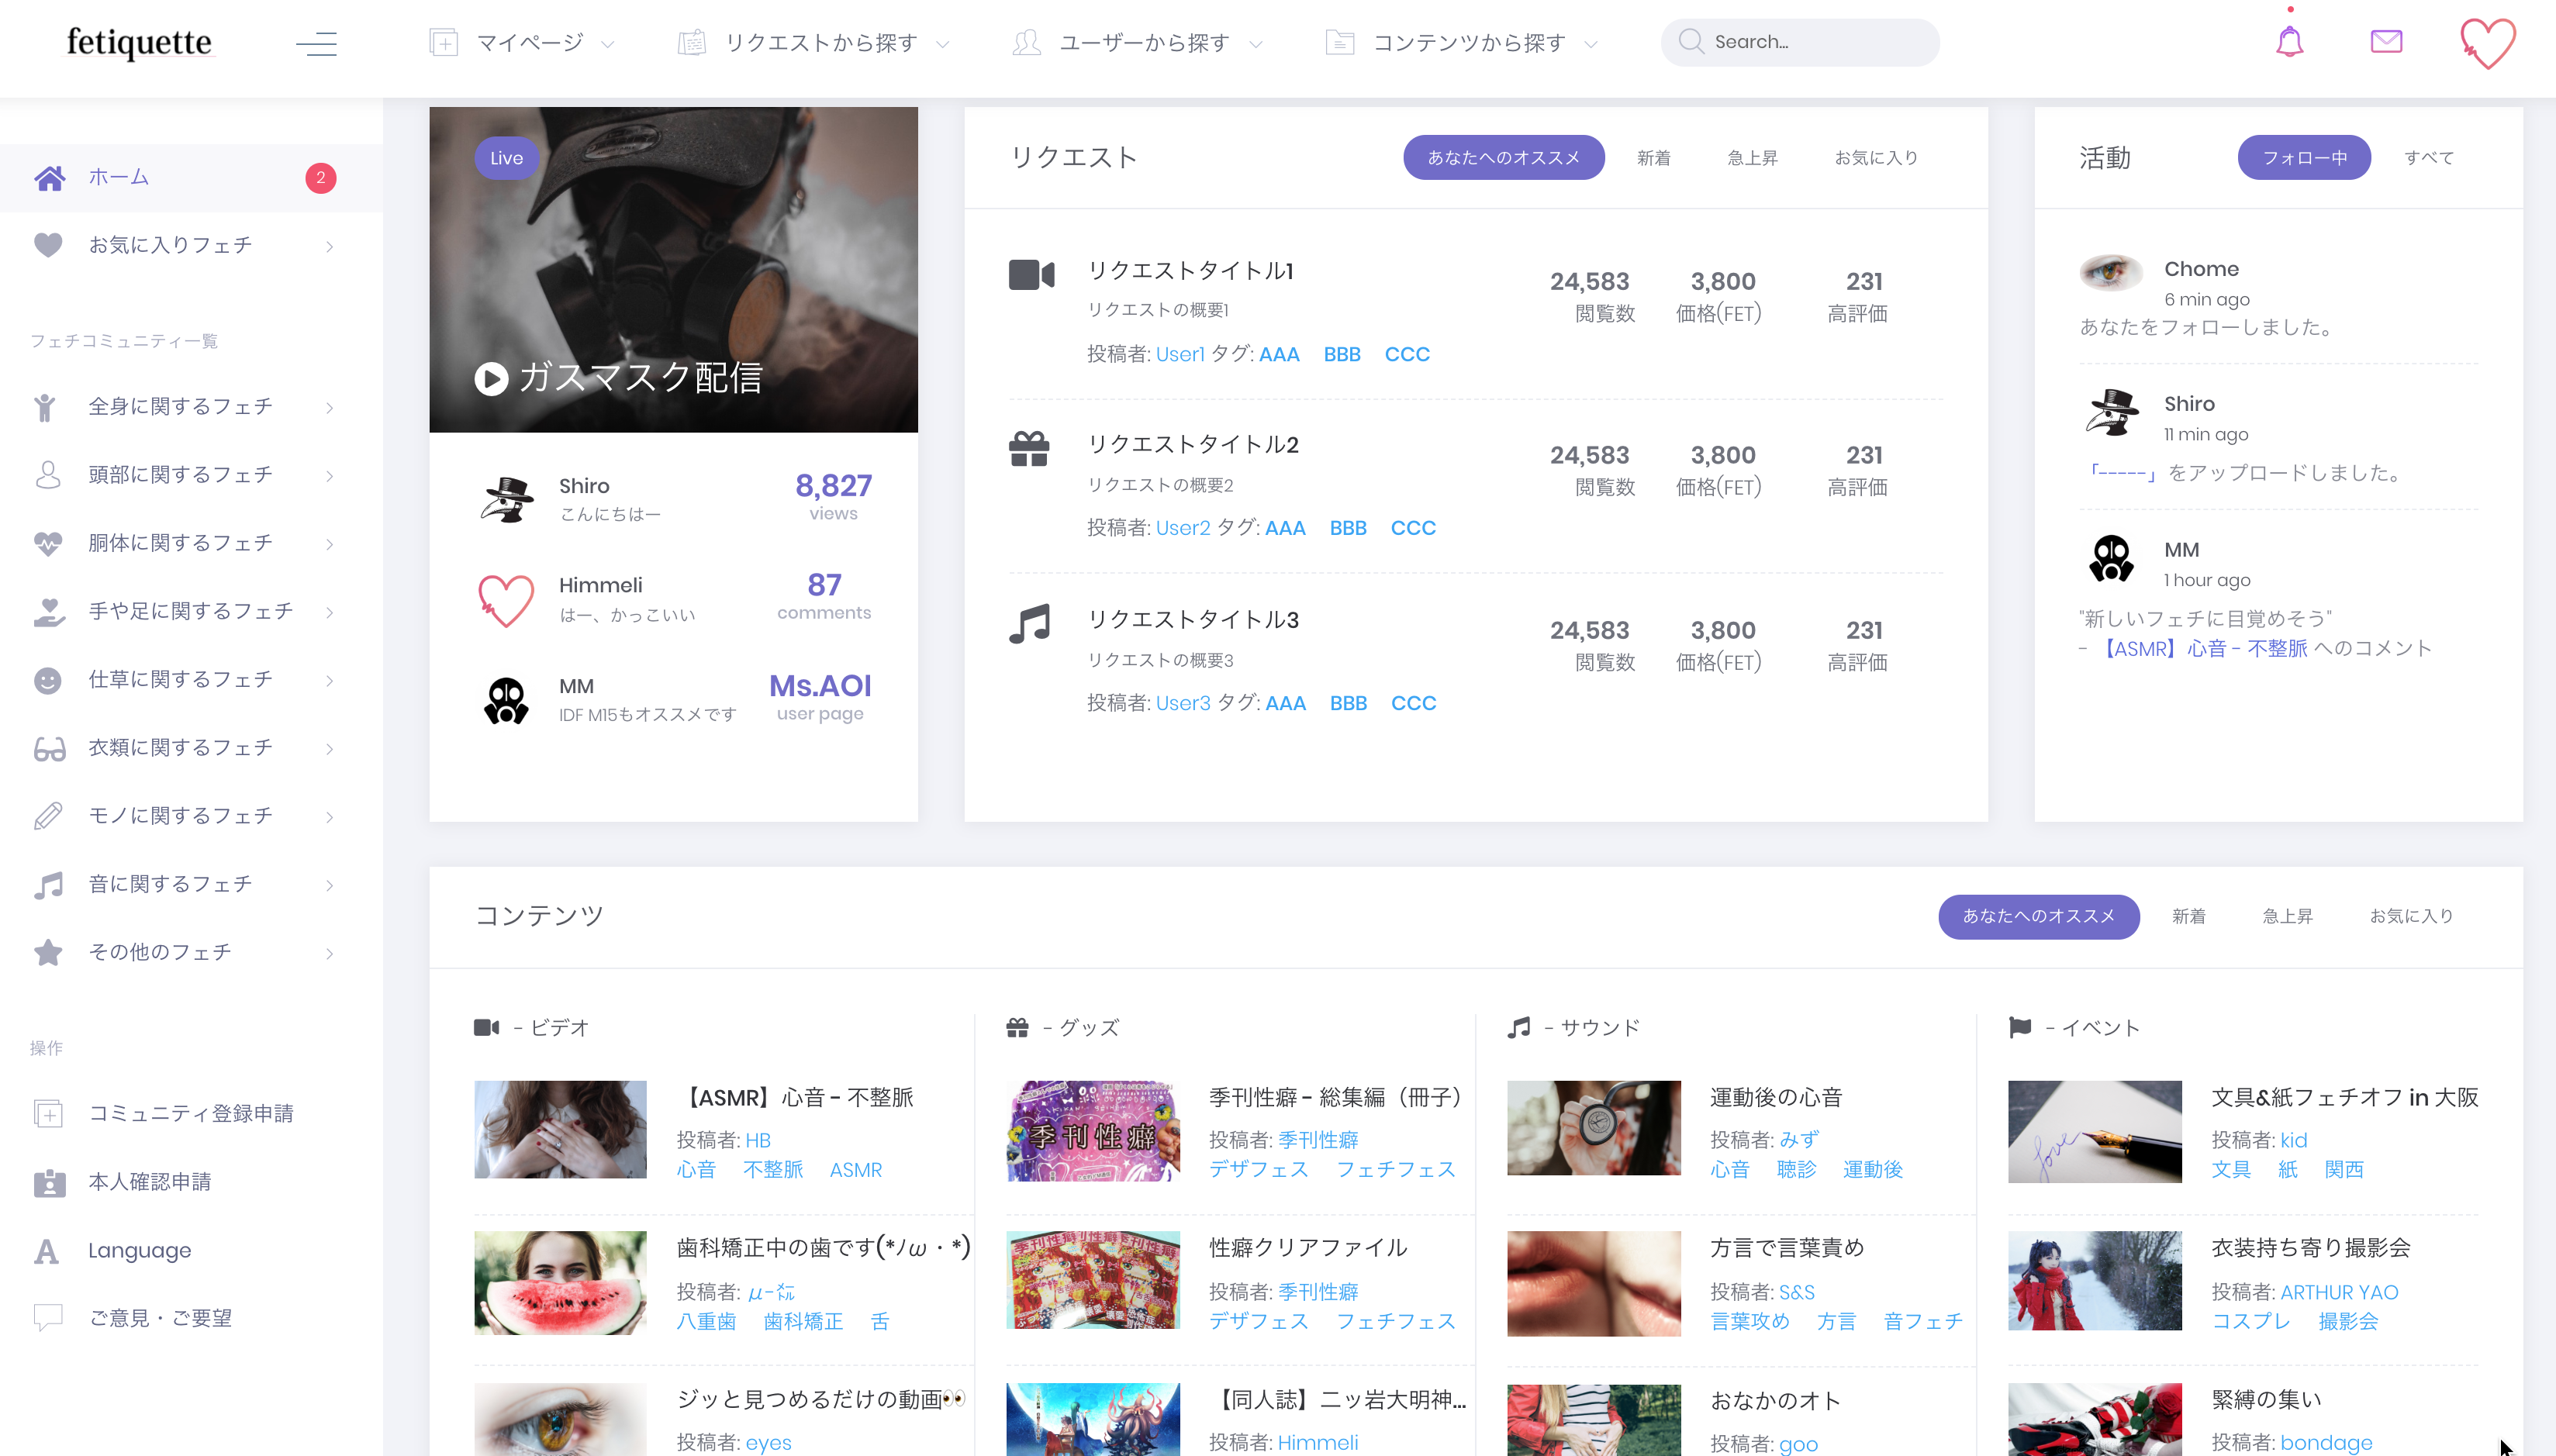 fetiquette
マイページ
リクエストから探す
ユーザーから探す
コンテンツから探す
Search...
ホーム
2
お気に入りフェチ
フェチコミュニティ一覧
全身に関するフェチ
頭部に関するフェチ
胴体に関するフェチ
手や足に関するフェチ
仕草に関するフェチ
衣類に関するフェチ
モノに関するフェチ
音に関するフェチ
その他のフェチ
操作
コミュニティ登録申請
本人確認申請
Language
ご意見・ご要望
Live
ガスマスク配信
Shiro
こんにちはー
8,827
views
Himmeli
はー、かっこいい
87
comments
MM
IDF M15もオススメです
Ms.AOI
user page
リクエスト
あなたへのオススメ 新着 急上昇 お気に入り
リクエストタイトル1
リクエストの概要1
投稿者: User1 タグ: AAA BBB CCC
24,583 3,800 231
閲覧数 価格(FET) 高評価
リクエストタイトル2
リクエストの概要2
投稿者: User2 タグ: AAA BBB CCC
24,583 3,800 231
閲覧数 価格(FET) 高評価
リクエストタイトル3
リクエストの概要3
投稿者: User3 タグ: AAA BBB CCC
24,583 3,800 231
閲覧数 価格(FET) 高評価
活動
フォロー中 すべて
Chome
6 min ago
あなたをフォローしました。
Shiro
11 min ago
「-----」をアップロードしました。
MM
1 hour ago
"新しいフェチに目覚めそう"
- 【ASMR】心音 - 不整脈 へのコメント
コンテンツ
あなたへのオススメ 新着 急上昇 お気に入り
- ビデオ
【ASMR】心音 - 不整脈
投稿者: HB
心音 不整脈 ASMR
歯科矯正中の歯です(*ﾉω・*)
投稿者: μ-㍍
八重歯 歯科矯正 舌
ジッと見つめるだけの動画👀
投稿者: eyes
- グッズ
季刊性癖
季刊性癖 - 総集編（冊子）
投稿者: 季刊性癖
デザフェス フェチフェス
性癖クリアファイル
投稿者: 季刊性癖
デザフェス フェチフェス
【同人誌】二ッ岩大明神...
投稿者: Himmeli
- サウンド
運動後の心音
投稿者: みず
心音 聴診 運動後
方言で言葉責め
投稿者: S&S
言葉攻め 方言 音フェチ
おなかのオト
投稿者: goo
- イベント
love
文具&紙フェチオフ in 大阪
投稿者: kid
文具 紙 関西
衣装持ち寄り撮影会
投稿者: ARTHUR YAO
コスプレ 撮影会
緊縛の集い
投稿者: bondage